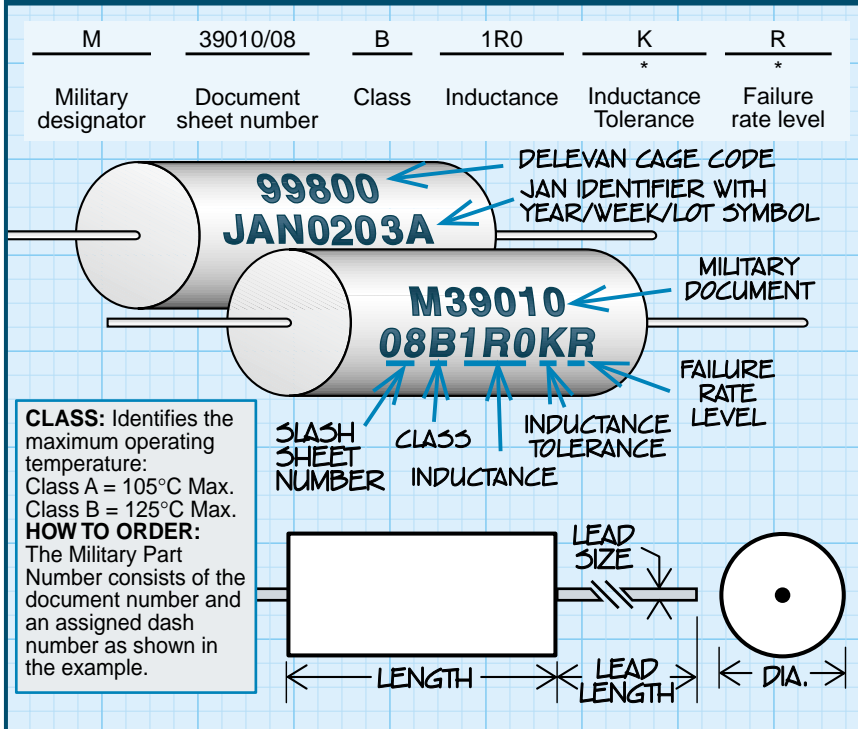 M 39010/08 B 1R0 K R
* *
Military designator
Document sheet number
Class
Inductance
Inductance Tolerance
Failure rate level
99800
JAN0203A
DELEVAN CAGE CODE
JAN IDENTIFIER WITH
YEAR/WEEK/LOT SYMBOL
M39010
08B1R0KR
MILITARY
DOCUMENT
FAILURE
RATE
LEVEL
SLASH
SHEET
NUMBER
CLASS
INDUCTANCE
INDUCTANCE
TOLERANCE
CLASS: Identifies the
maximum operating
temperature:
Class A = 105°C Max.
Class B = 125°C Max.
HOW TO ORDER:
The Military Part
Number consists of the
document number and
an assigned dash
number as shown in
the example.
LEAD
SIZE
LENGTH
LEAD
LENGTH
DIA.